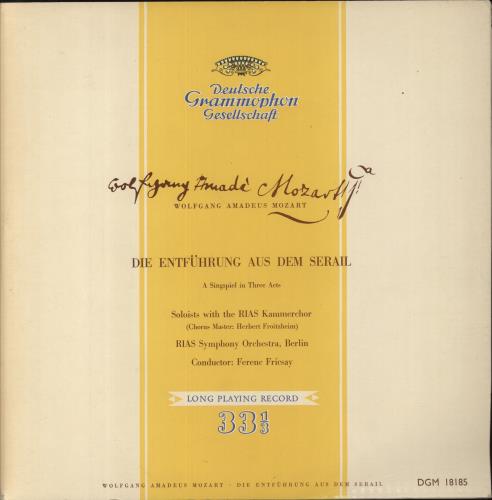 Deutsche
Grammophon
Gesellschaft
Wolfgang Amadè Mozart
WOLFGANG AMADEUS MOZART
DIE ENTFÜHRUNG AUS DEM SERAIL
A Singspiel in Three Acts
Soloists with the RIAS Kammerchor
(Chorus Master: Herbert Froitzheim)
RIAS Symphony Orchestra, Berlin
Conductor: Ferenc Fricsay
LONG PLAYING RECORD
33⅓
WOLFGANG AMADEUS MOZART · DIE ENTFÜHRUNG AUS DEM SERAIL
DGM 18185